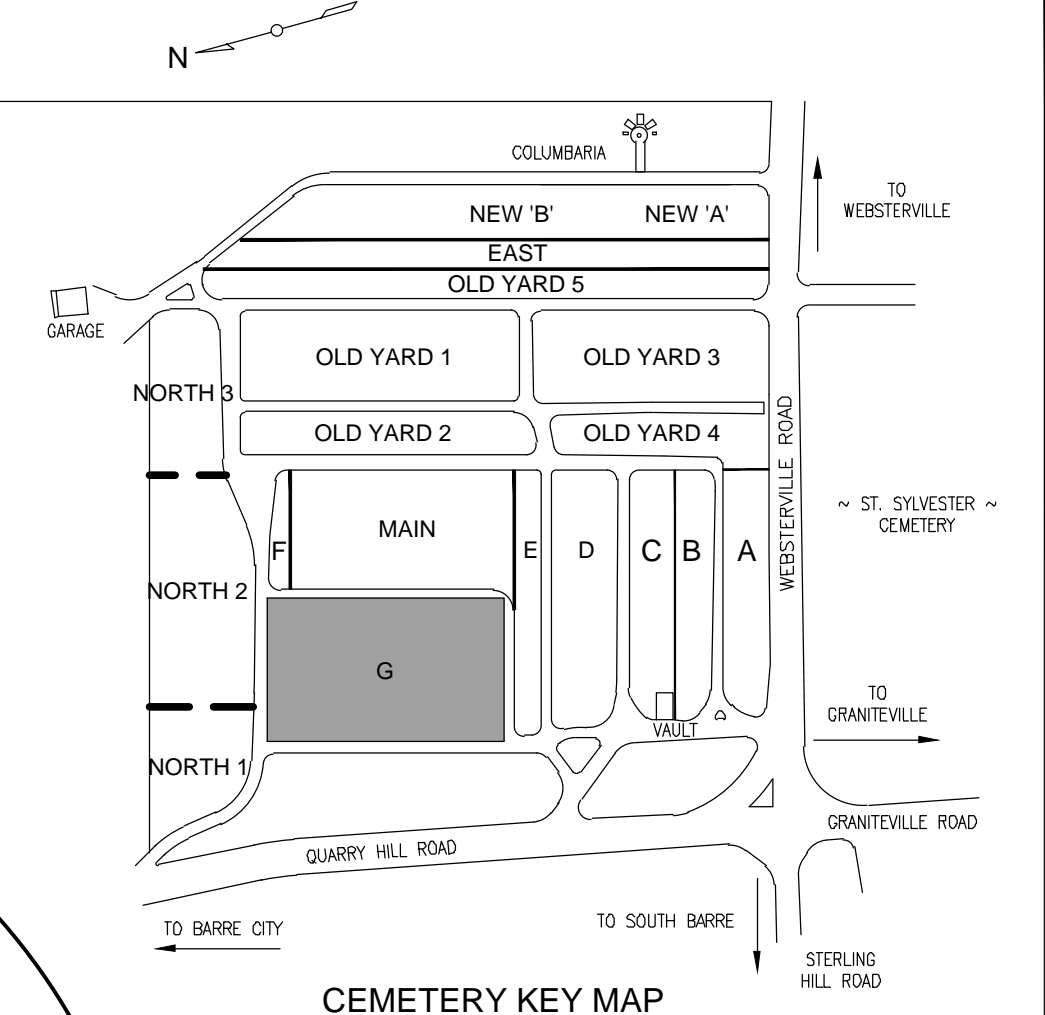 N
COLUMBARIA
TO
WEBSTERVILLE
NEW 'B'
NEW 'A'
EAST
OLD YARD 5
GARAGE
OLD YARD 1
OLD YARD 3
NORTH 3
OLD YARD 2
OLD YARD 4
WEBSTERVILLE ROAD
~ ST. SYLVESTER ~
CEMETERY
MAIN
F
E
D
C
B
A
NORTH 2
G
TO
GRANITEVILLE
VAULT
NORTH 1
GRANITEVILLE ROAD
QUARRY HILL ROAD
TO BARRE CITY
TO SOUTH BARRE
STERLING
HILL ROAD
CEMETERY KEY MAP